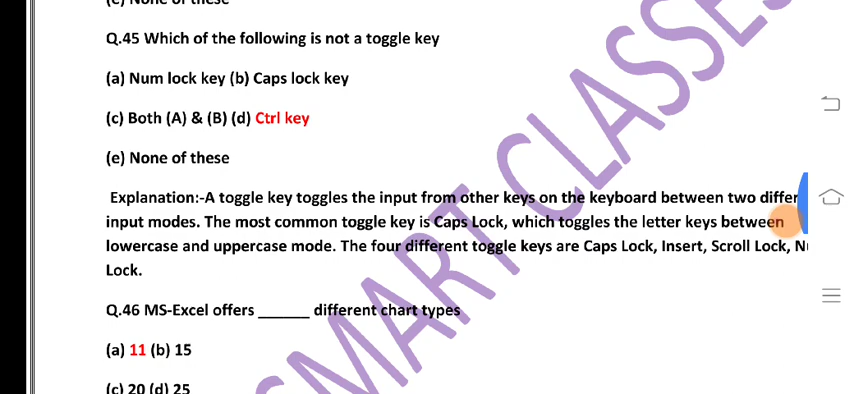 (e) None of these
Q.45 Which of the following is not a toggle key
(a) Num lock key (b) Caps lock key
(c) Both (A) & (B) (d) Ctrl key
(e) None of these
Explanation:-A toggle key toggles the input from other keys on the keyboard between two
input modes. The most common toggle key is Caps Lock, which toggles the letter keys between
lowercase and uppercase mode. The four different toggle keys are Caps Lock, Insert, Scroll Lock,
Lock.
Q.46 MS-Excel offers ______ different chart types
(a) 11 (b) 15
(c) 20 (d) 25
SMART CLASSES